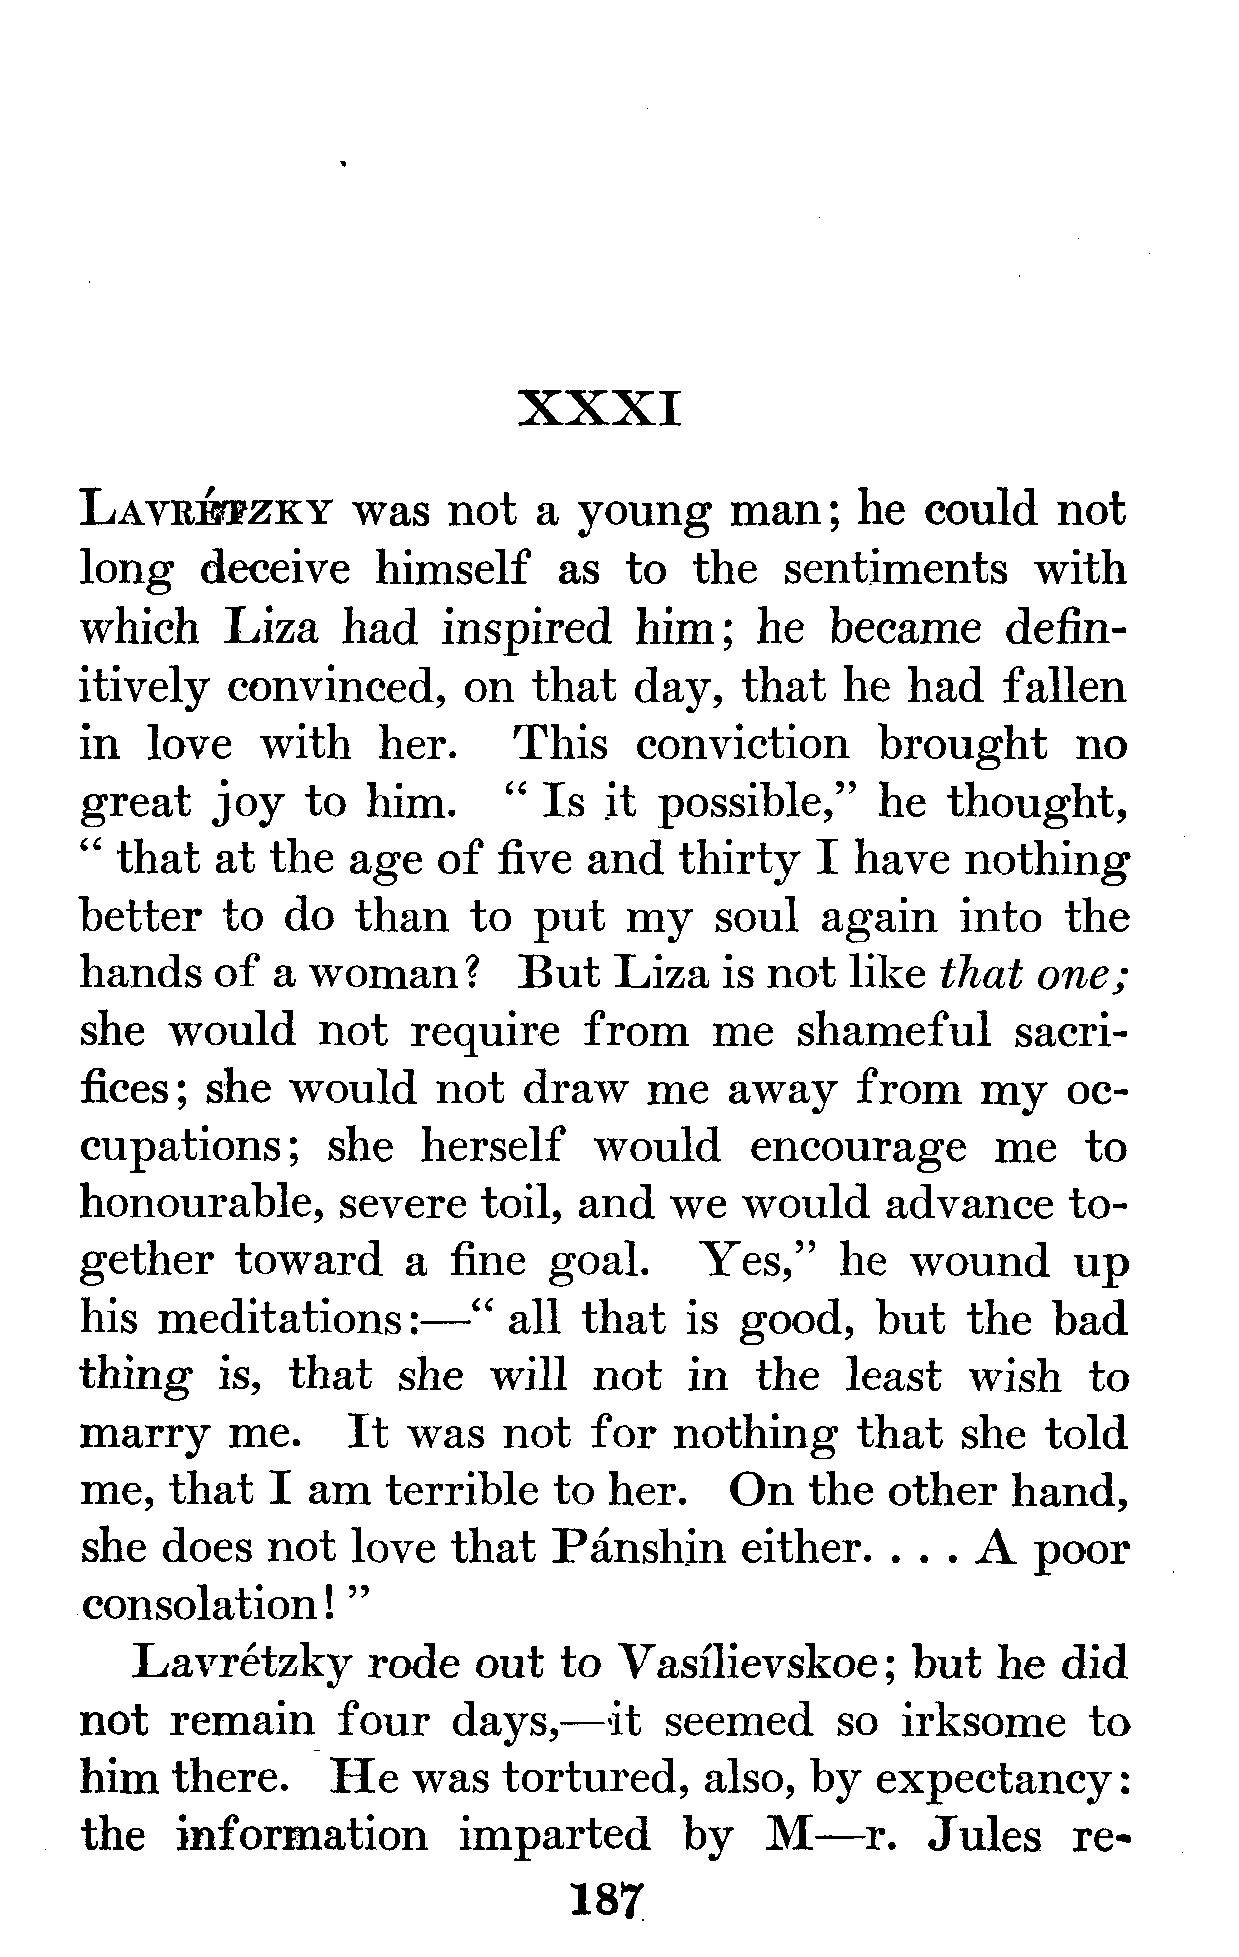 XXXI
LAVRÉTZKY was not a young man; he could not
long deceive himself as to the sentiments with
which Liza had inspired him; he became defin-
itively convinced, on that day, that he had fallen
in love with her. This conviction brought no
great joy to him. “ Is it possible,” he thought,
“ that at the age of five and thirty I have nothing
better to do than to put my soul again into the
hands of a woman? But Liza is not like that one;
she would not require from me shameful sacri-
fices; she would not draw me away from my oc-
cupations; she herself would encourage me to
honourable, severe toil, and we would advance to-
gether toward a fine goal. Yes,” he wound up
his meditations:—“ all that is good, but the bad
thing is, that she will not in the least wish to
marry me. It was not for nothing that she told
me, that I am terrible to her. On the other hand,
she does not love that Pánshin either. . . . A poor
consolation! ”
Lavrétzky rode out to Vasílievskoe; but he did
not remain four days,—it seemed so irksome to
him there. He was tortured, also, by expectancy:
the information imparted by M—r. Jules re-
187